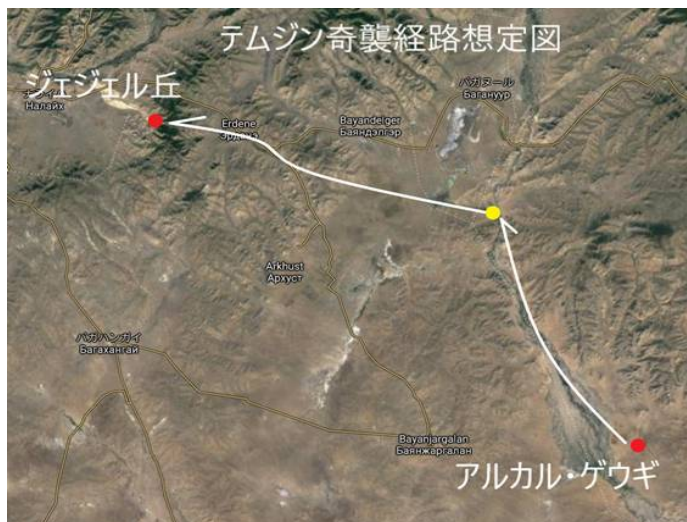 テムジン奇襲経路想定図
ジェジェル丘
Налайх
バガヌール
Багануур
Erdene
Эрдэнэ
Bayandelger
Баяндэлгэр
Arkhust
Архуст
バガハンガイ
Багахангай
Bayanjargalan
Баянжаргалан
アルカル・ゲウギ